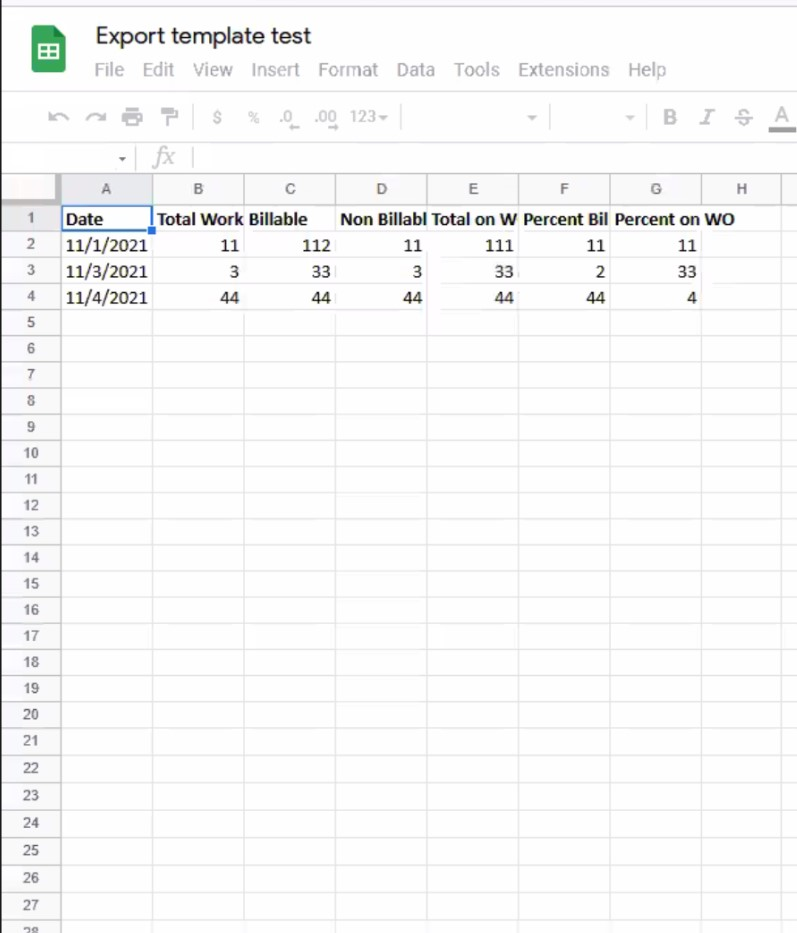 Export template test
File Edit View Insert Format Data Tools Extensions Help
$ % .0 .00 123 B I S A
fx
A B C D E F G H
1 Date Total Work Billable Non Billabl Total on W Percent Bil Percent on WO
2 11/1/2021 11 112 11 111 11 11
3 11/3/2021 3 33 3 33 2 33
4 11/4/2021 44 44 44 44 44 4
5
6
7
8
9
10
11
12
13
14
15
16
17
18
19
20
21
22
23
24
25
26
27
28